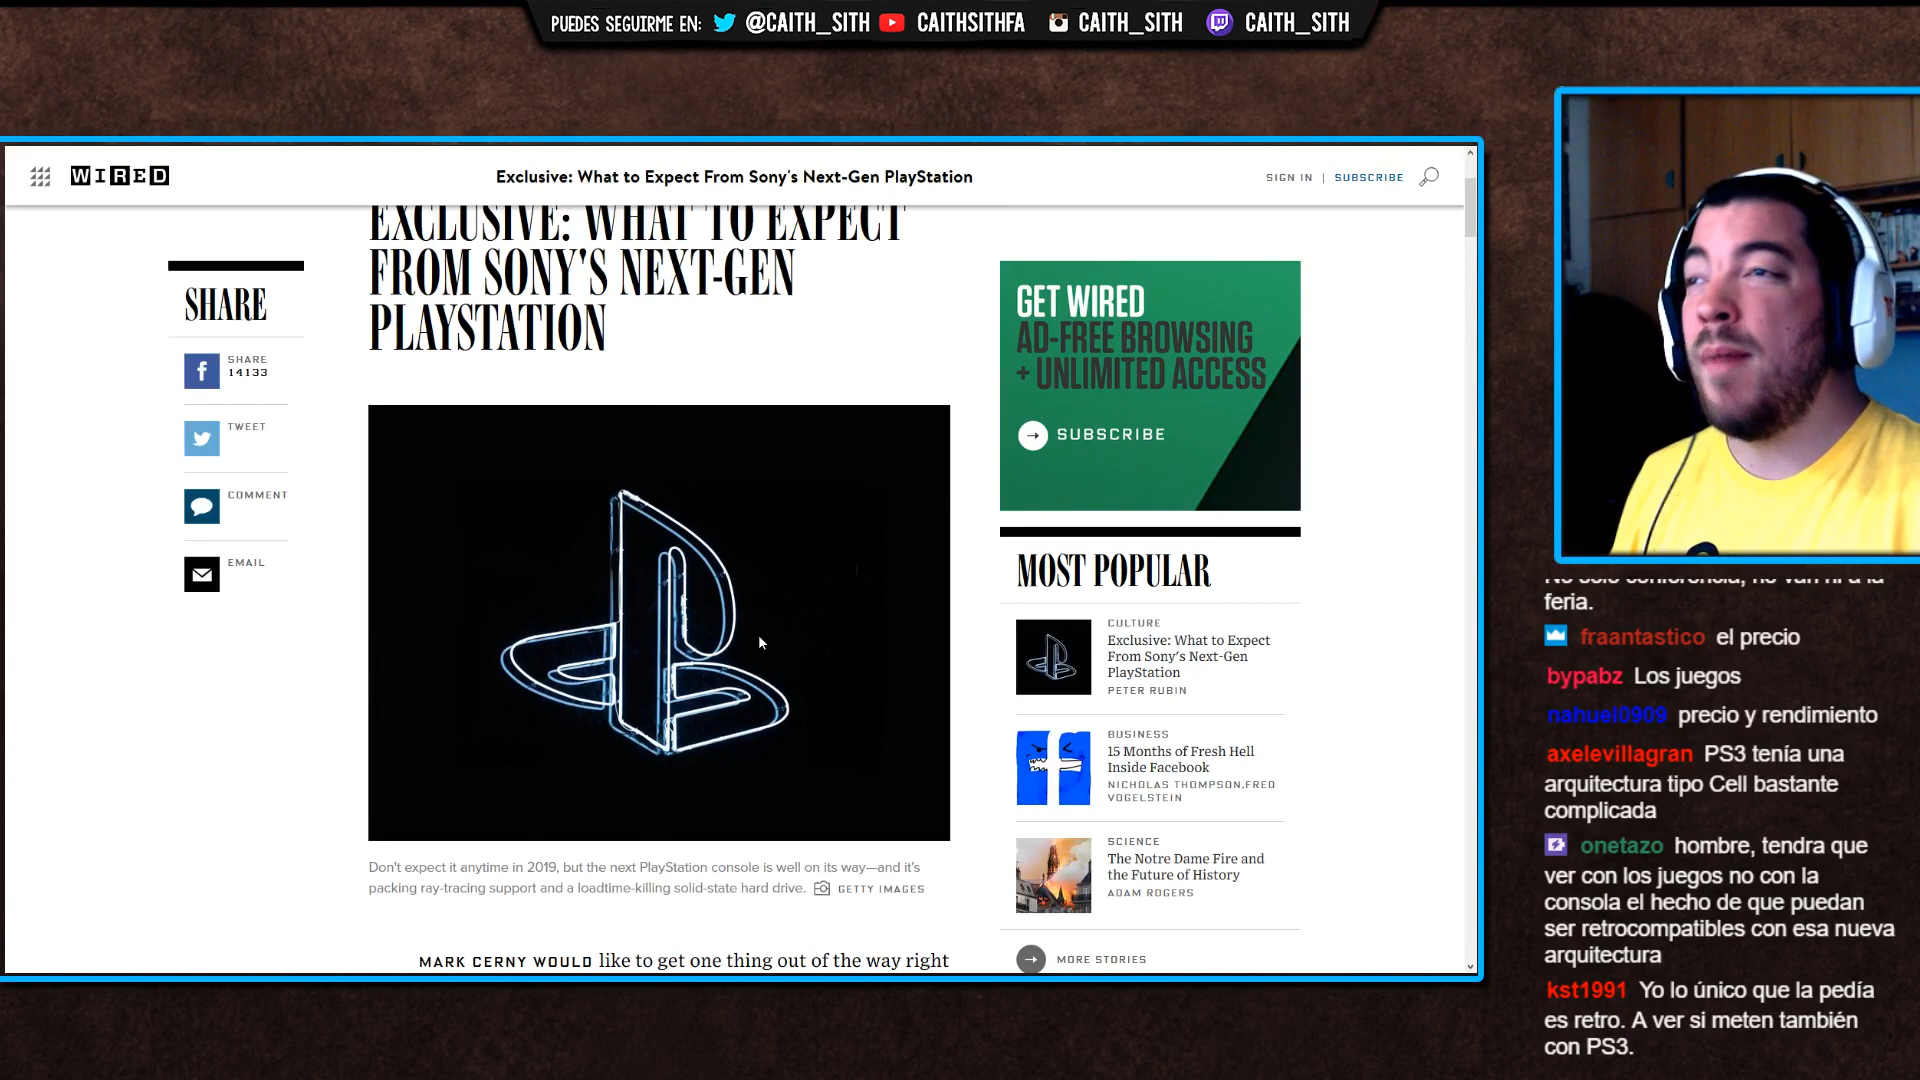 PUEDES SEGUIRME EN: @CAITH_SITH CAITHSITHFA CAITH_SITH CAITH_SITH
WIRED
Exclusive: What to Expect From Sony's Next-Gen PlayStation
SIGN IN | SUBSCRIBE
EXCLUSIVE: WHAT TO EXPECT
FROM SONY'S NEXT-GEN
PLAYSTATION
SHARE
SHARE
14133
TWEET
COMMENT
EMAIL
GET WIRED
AD-FREE BROWSING
+ UNLIMITED ACCESS
SUBSCRIBE
MOST POPULAR
CULTURE
Exclusive: What to Expect
From Sony's Next-Gen
PlayStation
PETER RUBIN
BUSINESS
15 Months of Fresh Hell
Inside Facebook
NICHOLAS THOMPSON,FRED
VOGELSTEIN
SCIENCE
The Notre Dame Fire and
the Future of History
ADAM ROGERS
MORE STORIES
Don't expect it anytime in 2019, but the next PlayStation console is well on its way—and it's
packing ray-tracing support and a loadtime-killing solid-state hard drive. GETTY IMAGES
MARK CERNY WOULD like to get one thing out of the way right
No solo conferencia, no van ni a la
feria.
fraantastico el precio
bypabz Los juegos
nahuel0909 precio y rendimiento
axelevillagran PS3 tenía una
arquitectura tipo Cell bastante
complicada
onetazo hombre, tendra que
ver con los juegos no con la
consola el hecho de que puedan
ser retrocompatibles con esa nueva
arquitectura
kst1991 Yo lo único que la pedía
es retro. A ver si meten también
con PS3.